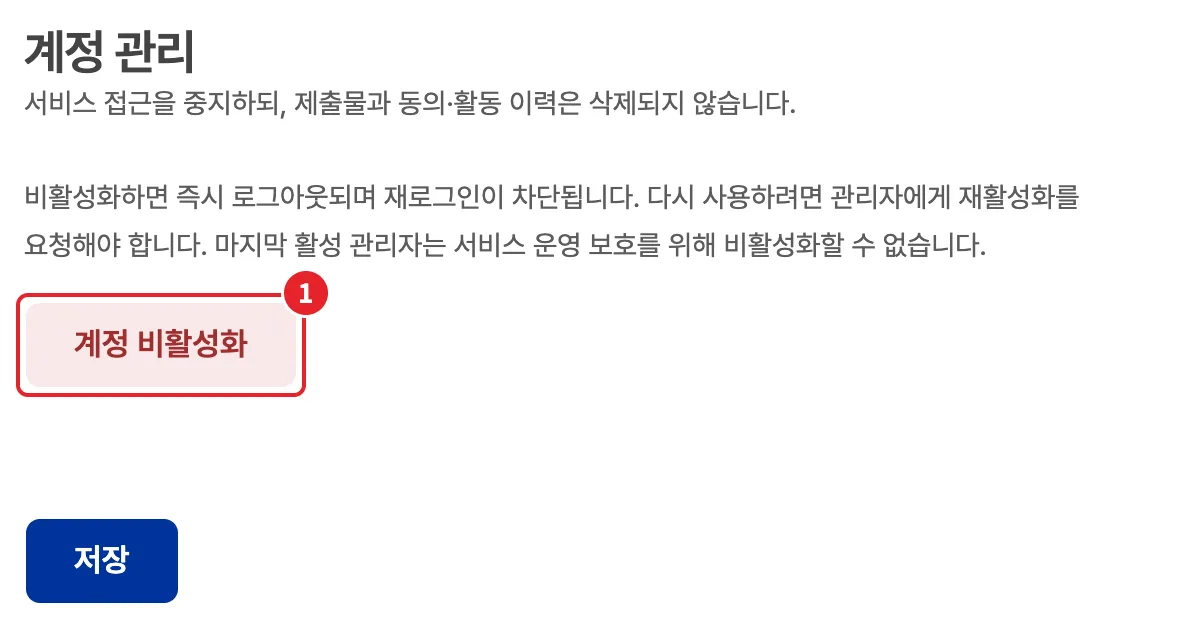 계정 관리
서비스 접근을 중지하되, 제출물과 동의·활동 이력은 삭제되지 않습니다.
비활성화하면 즉시 로그아웃되며 재로그인이 차단됩니다. 다시 사용하려면 관리자에게 재활성화를
요청해야 합니다. 마지막 활성 관리자는 서비스 운영 보호를 위해 비활성화할 수 없습니다.
1
계정 비활성화
저장